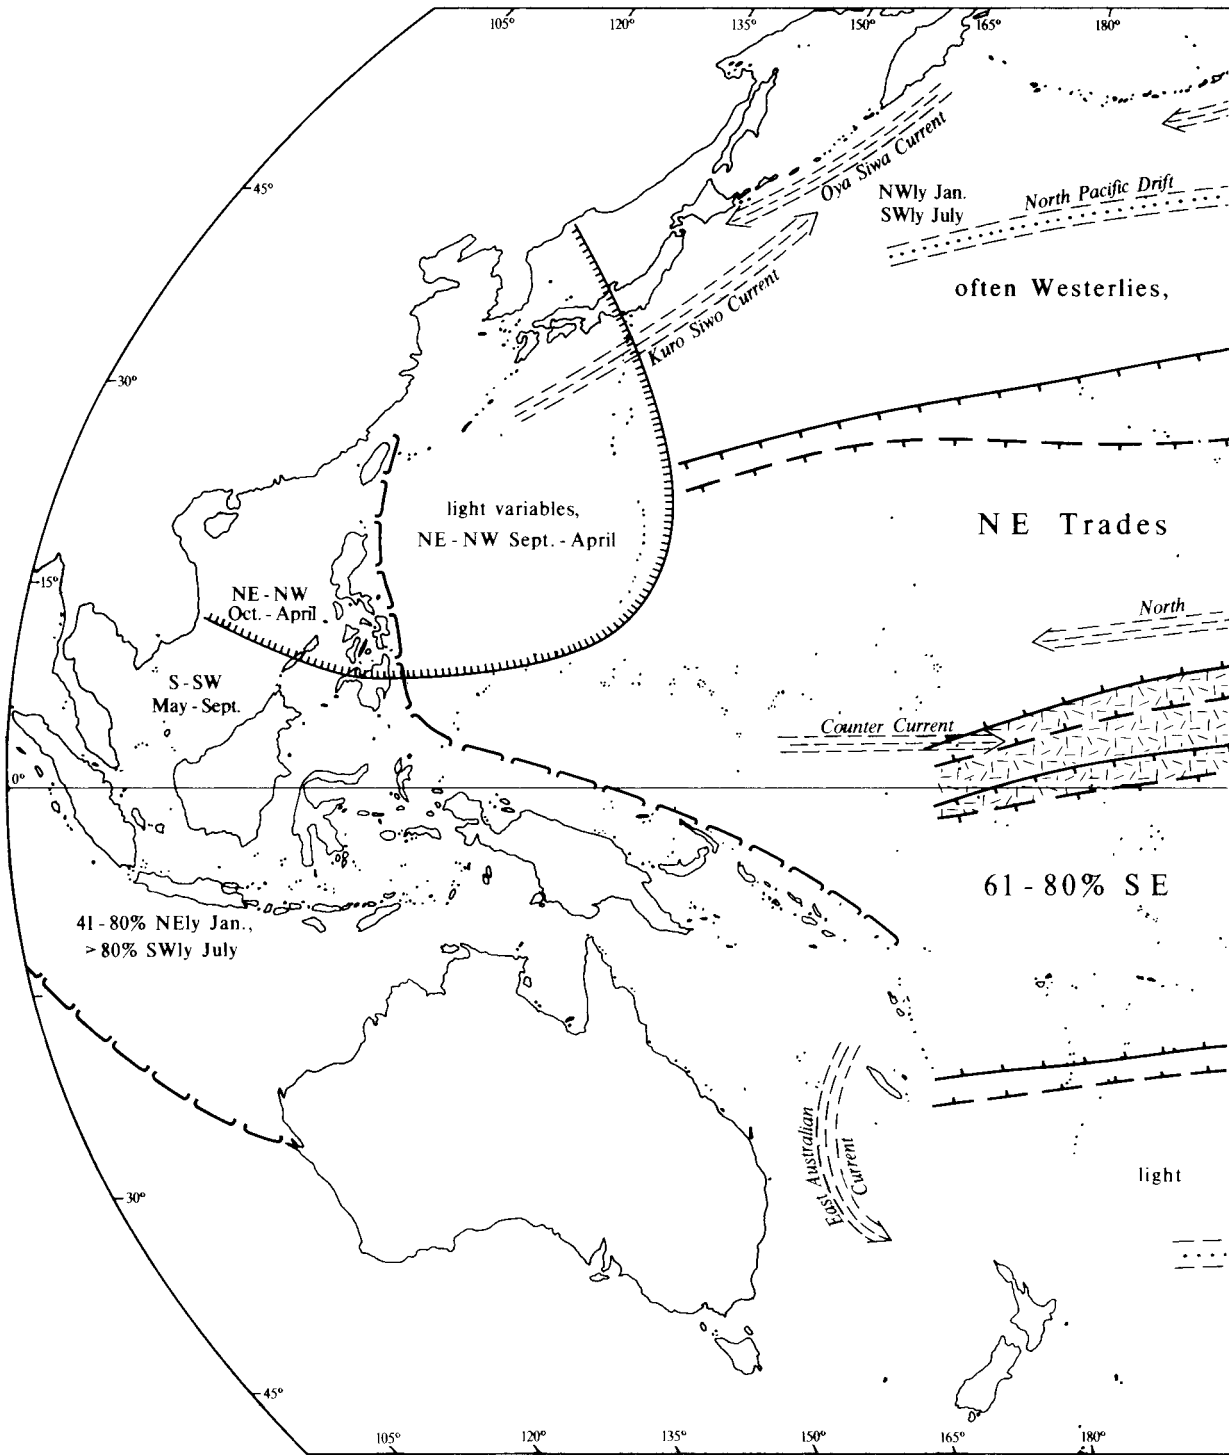 105°
120°
135°
150°
165°
180°
45°
Oya Siwa Current
NWly Jan.
SWly July
North Pacific Drift
often Westerlies,
Kuro Siwo Current
30°
light variables,
NE-NW Sept.-April
NE Trades
15°
NE-NW
Oct.-April
North
S-SW
May-Sept.
Counter Current
0°
61-80% SE
41-80% NEly Jan.,
>80% SWly July
East Australian
Current
light
30°
45°
105°
120°
135°
150°
165°
180°